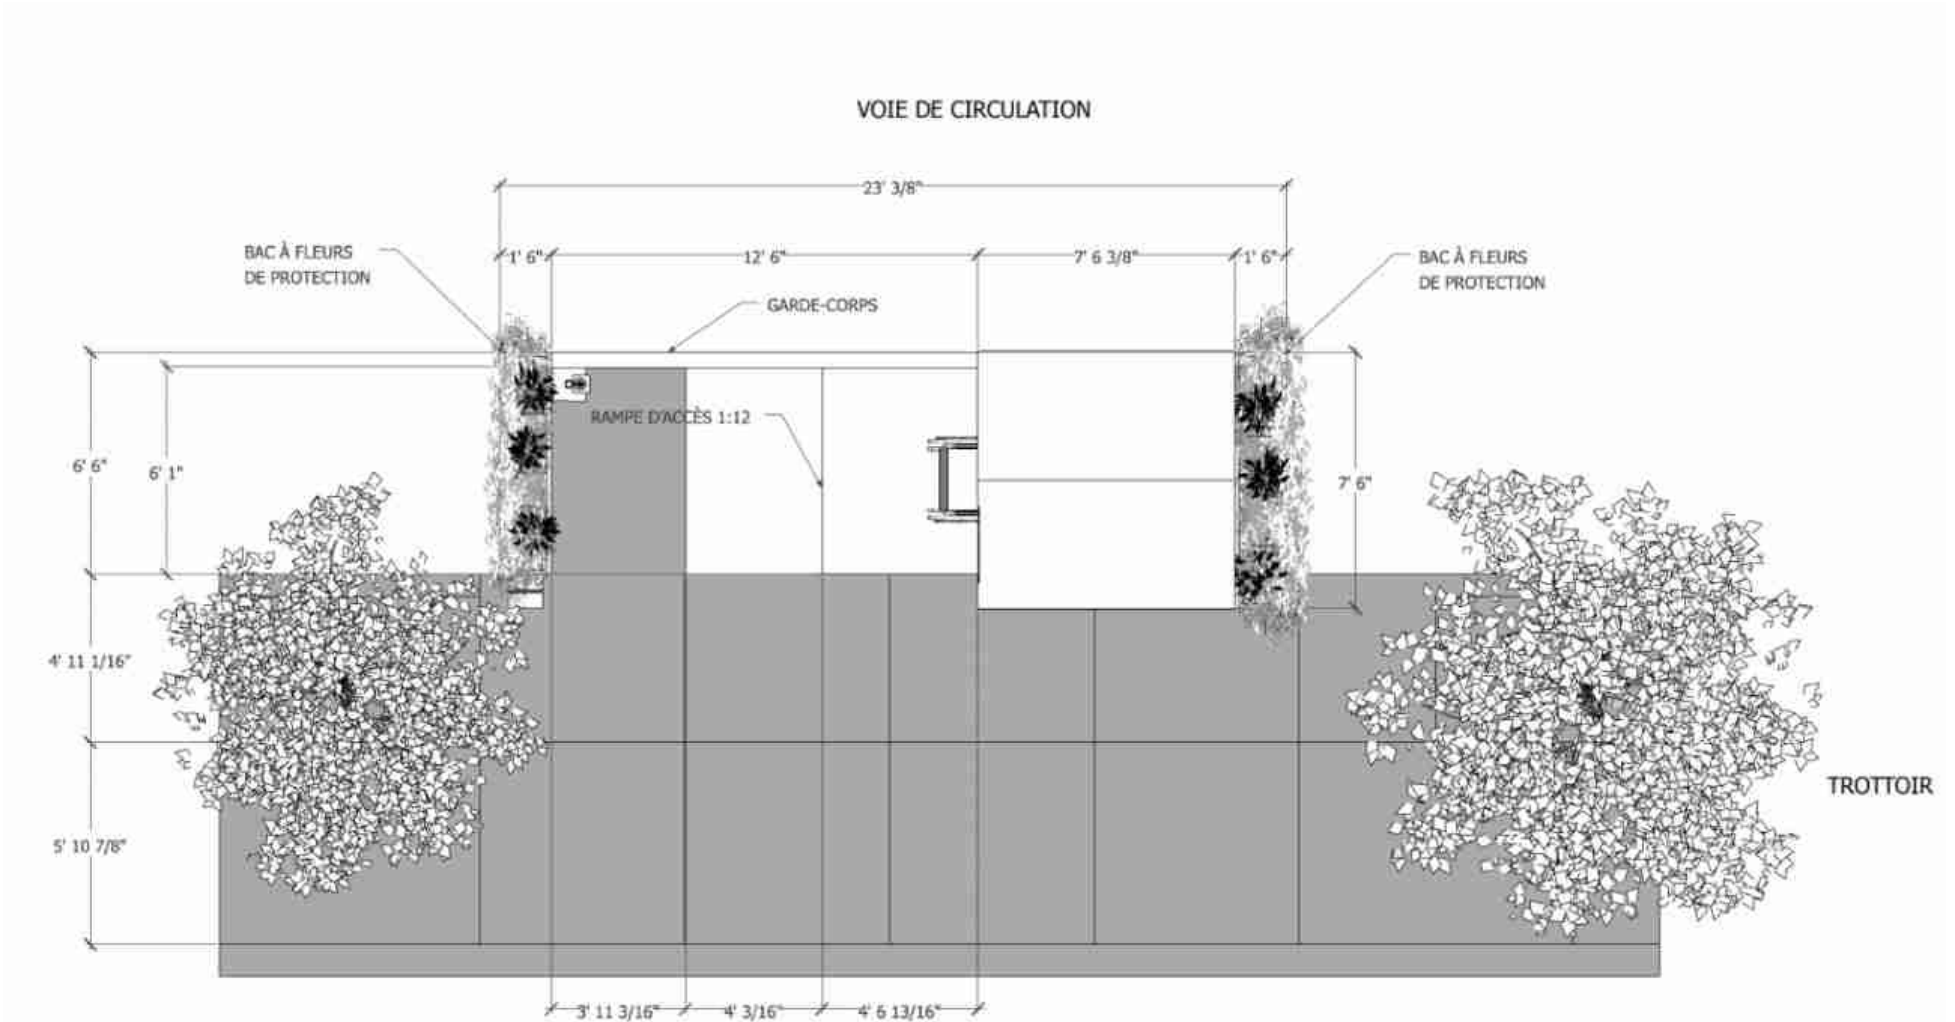 VOIE DE CIRCULATION
23' 3/8"
1' 6"
12' 6"
7' 6 3/8"
1' 6"
BAC À FLEURS
DE PROTECTION
BAC À FLEURS
DE PROTECTION
GARDE-CORPS
RAMPE D'ACCÈS 1:12
6' 6"
6' 1"
7' 6"
4' 11 1/16"
TROTTOIR
5' 10 7/8"
3' 11 3/16"
4' 3/16"
4' 6 13/16"